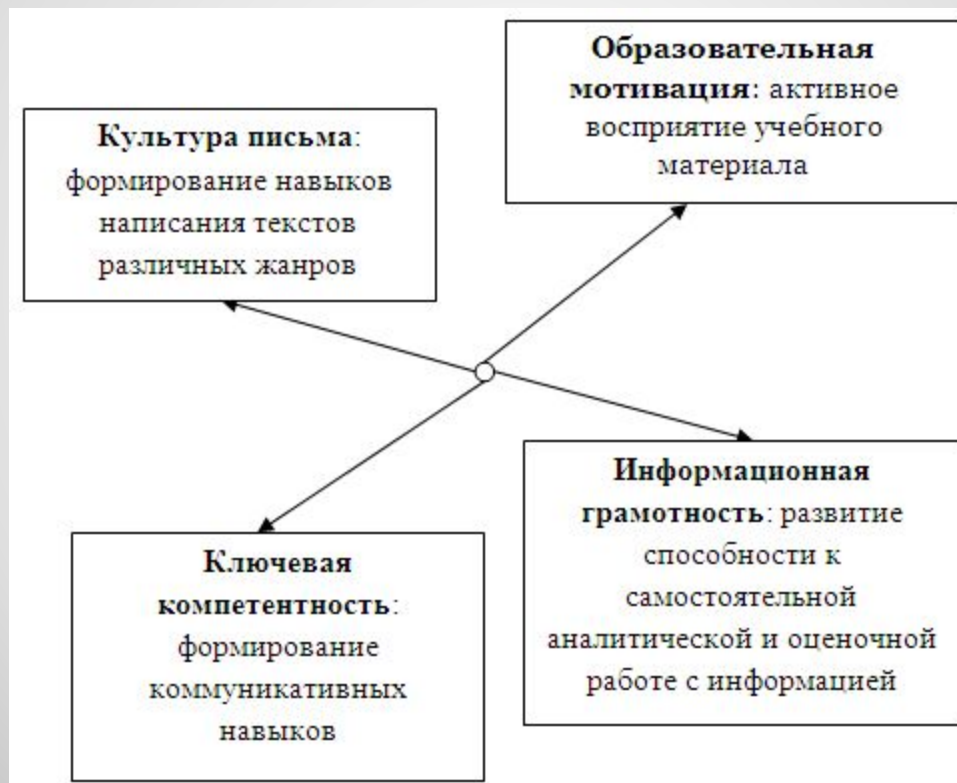 Образовательная
мотивация: активное
восприятие учебного
материала
Культура письма:
формирование навыков
написания текстов
различных жанров
Информационная
грамотность: развитие
способности к
самостоятельной
аналитической и оценочной
работе с информацией
Ключевая
компетентность:
формирование
коммуникативных
навыков